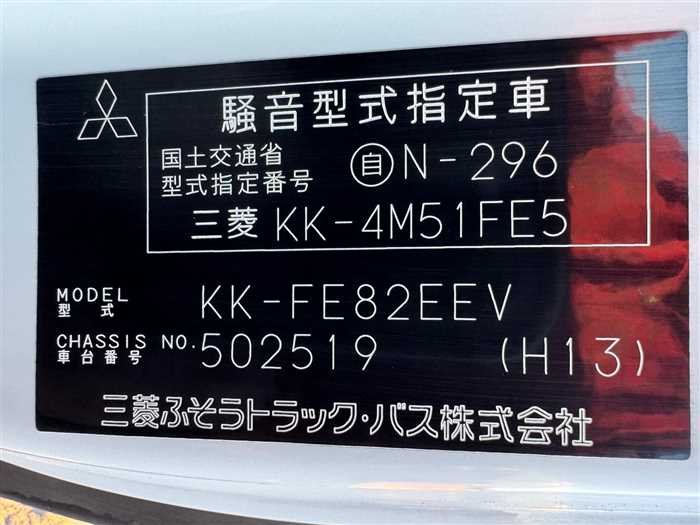 騒音型式指定車
国土交通省
型式指定番号 自N-296
三菱 KK-4M51FE5
MODEL
型式 KK-FE82EEV
CHASSIS NO.
車台番号 502519 (H13)
三菱ふそうトラック・バス株式会社